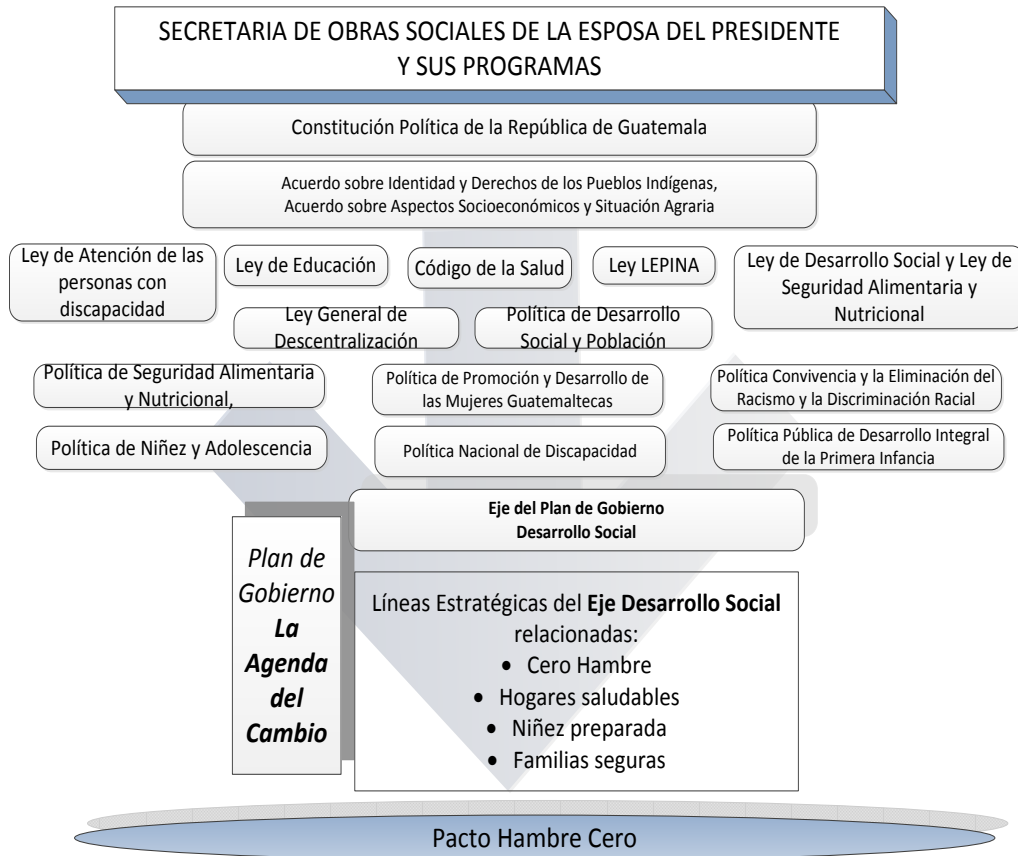 SECRETARIA DE OBRAS SOCIALES DE LA ESPOSA DEL PRESIDENTE
Y SUS PROGRAMAS
Constitución Política de la República de Guatemala
Acuerdo sobre Identidad y Derechos de los Pueblos Indígenas,
Acuerdo sobre Aspectos Socioeconómicos y Situación Agraria
Ley de Atención de las
personas con
discapacidad
Ley de Educación
Código de la Salud
Ley LEPINA
Ley de Desarrollo Social y Ley de
Seguridad Alimentaria y
Nutricional
Ley General de
Descentralización
Política de Desarrollo
Social y Población
Política de Seguridad Alimentaria
y Nutricional,
Política de Promoción y Desarrollo de
las Mujeres Guatemaltecas
Política Convivencia y la Eliminación del
Racismo y la Discriminación Racial
Política de Niñez y Adolescencia
Política Nacional de Discapacidad
Política Pública de Desarrollo Integral
de la Primera Infancia
Eje del Plan de Gobierno
Desarrollo Social
Plan de
Gobierno
La
Agenda
del
Cambio
Líneas Estratégicas del Eje Desarrollo Social
relacionadas:
• Cero Hambre
• Hogares saludables
• Niñez preparada
• Familias seguras
Pacto Hambre Cero